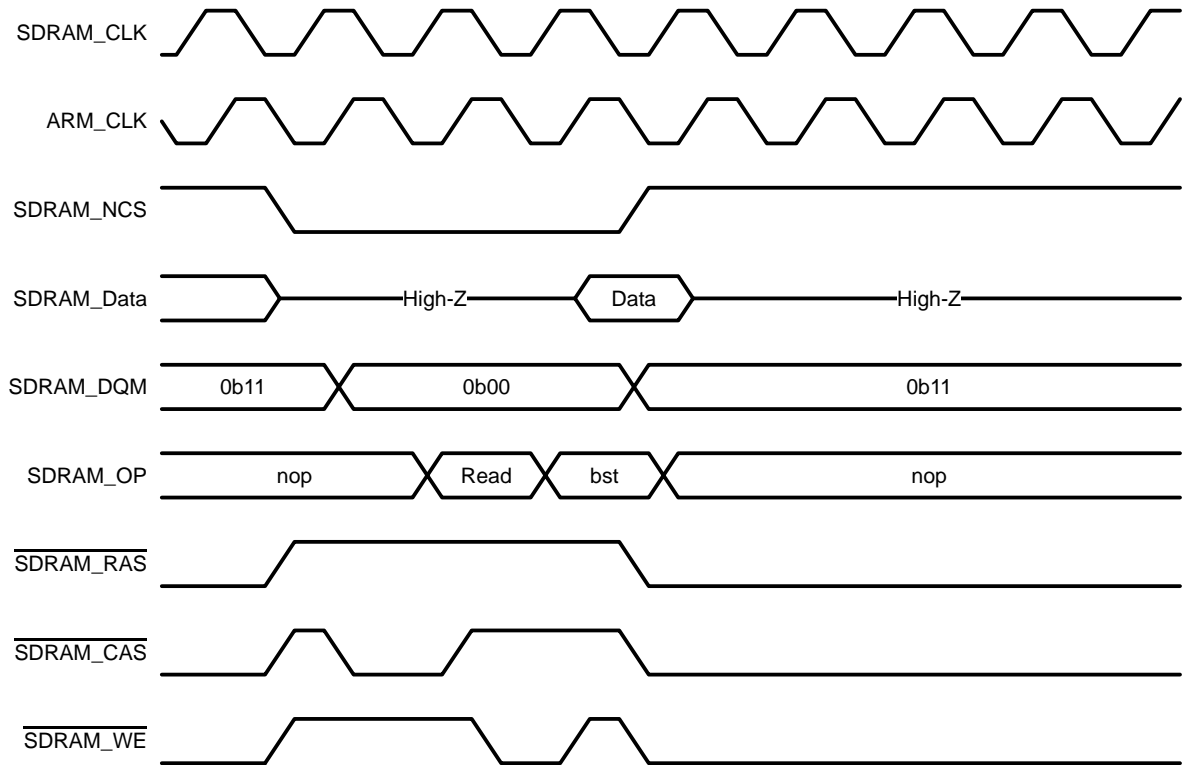 SDRAM_CLK
ARM_CLK
SDRAM_NCS
SDRAM_Data High-Z Data High-Z
SDRAM_DQM 0b11 0b00 0b11
SDRAM_OP nop Read bst nop
SDRAM_RAS
SDRAM_CAS
SDRAM_WE